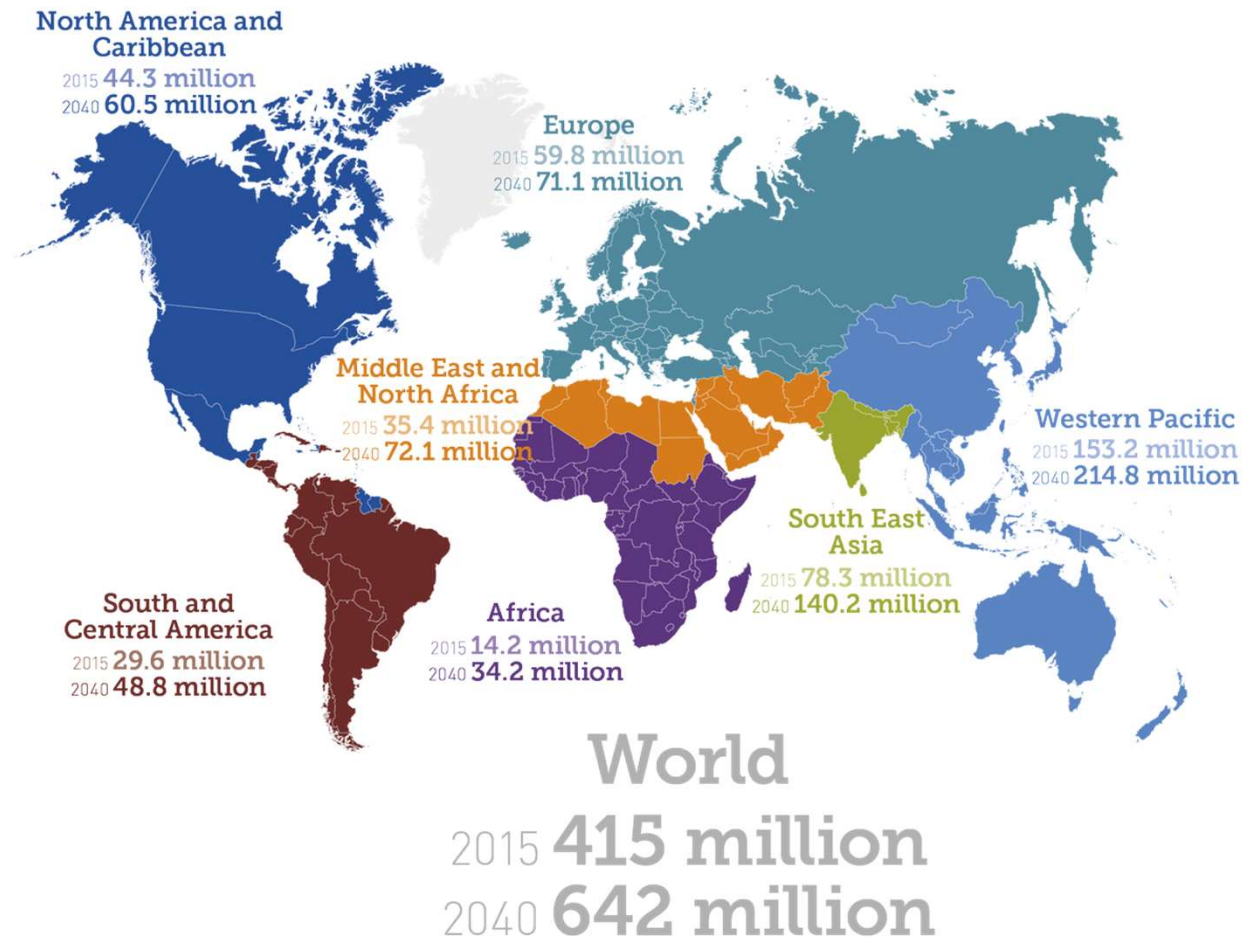 North America and
Caribbean
2015 44.3 million
2040 60.5 million
Europe
2015 59.8 million
2040 71.1 million
Middle East and
North Africa
2015 35.4 million
2040 72.1 million
Western Pacific
2015 153.2 million
2040 214.8 million
South East
Asia
2015 78.3 million
2040 140.2 million
South and
Central America
2015 29.6 million
2040 48.8 million
Africa
2015 14.2 million
2040 34.2 million
World
2015 415 million
2040 642 million